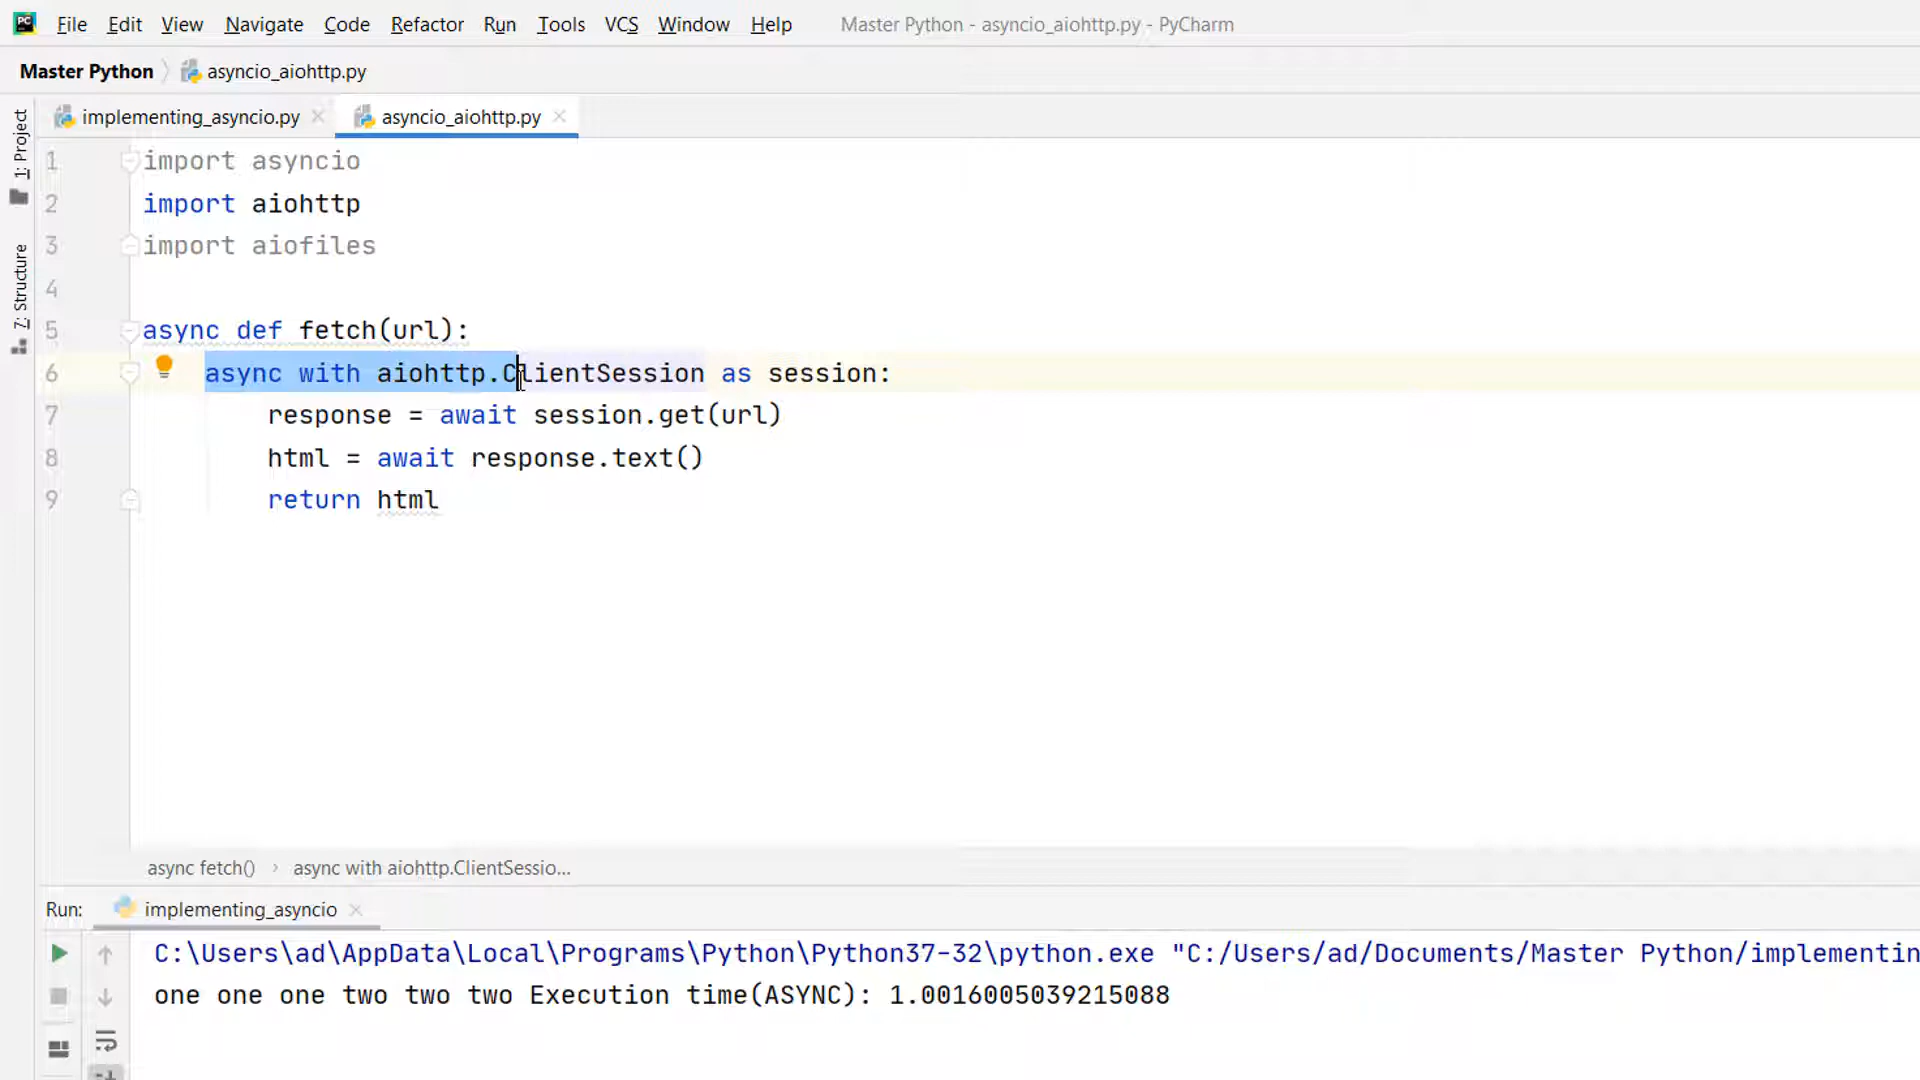 File Edit View Navigate Code Refactor Run Tools VCS Window Help Master Python - asyncio_aiohttp.py - PyCharm
Master Python asyncio_aiohttp.py
implementing_asyncio.py asyncio_aiohttp.py
1: Project
7: Structure
1 import asyncio
2 import aiohttp
3 import aiofiles
4
5 async def fetch(url):
6 async with aiohttp.ClientSession as session:
7 response = await session.get(url)
8 html = await response.text()
9 return html
async fetch() › async with aiohttp.ClientSessio...
Run: implementing_asyncio
C:\Users\ad\AppData\Local\Programs\Python\Python37-32\python.exe "C:/Users/ad/Documents/Master Python/implementin
one one one two two two Execution time(ASYNC): 1.0016005039215088